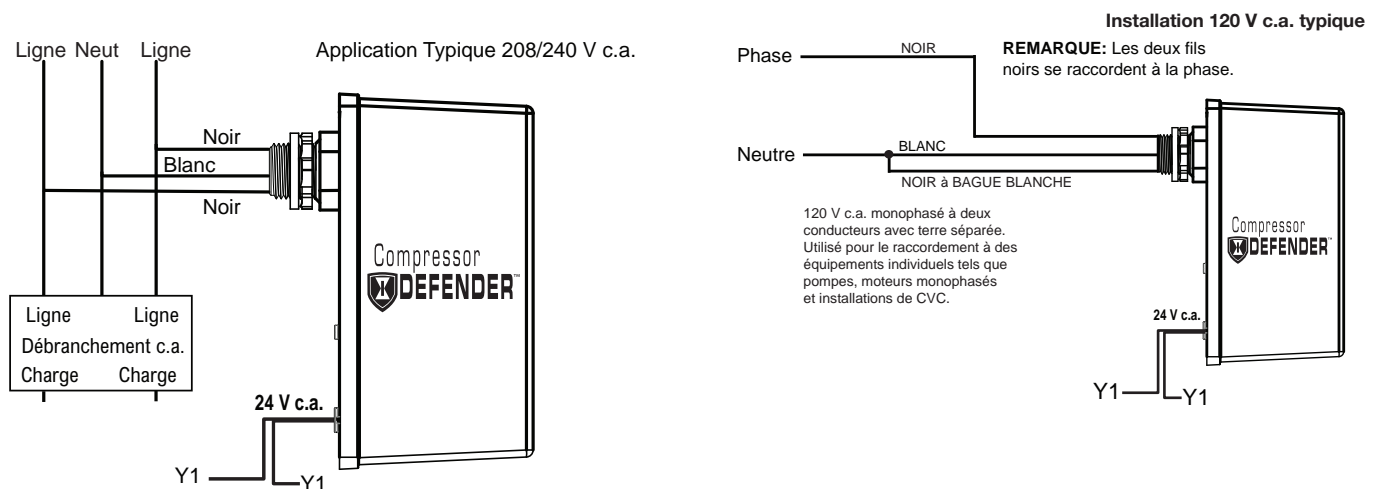 Ligne Neut Ligne
Application Typique 208/240 V c.a.
Noir
Blanc
Noir
Compressor
DEFENDER™
Ligne Ligne
Débranchement c.a.
Charge Charge
24 V c.a.
Y1
Y1
Installation 120 V c.a. typique
Phase
NOIR
REMARQUE: Les deux fils
noirs se raccordent à la phase.
Neutre
BLANC
NOIR à BAGUE BLANCHE
120 V c.a. monophasé à deux
conducteurs avec terre séparée.
Utilisé pour le raccordement à des
équipements individuels tels que
pompes, moteurs monophasés
et installations de CVC.
Compressor
DEFENDER™
24 V c.a.
Y1
Y1